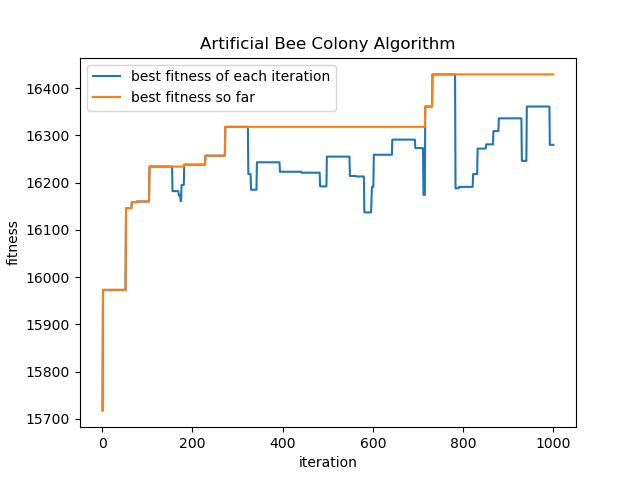 Artificial Bee Colony Algorithm
best fitness of each iteration
best fitness so far
fitness
16400
16300
16200
16100
16000
15900
15800
15700
0 200 400 600 800 1000
iteration